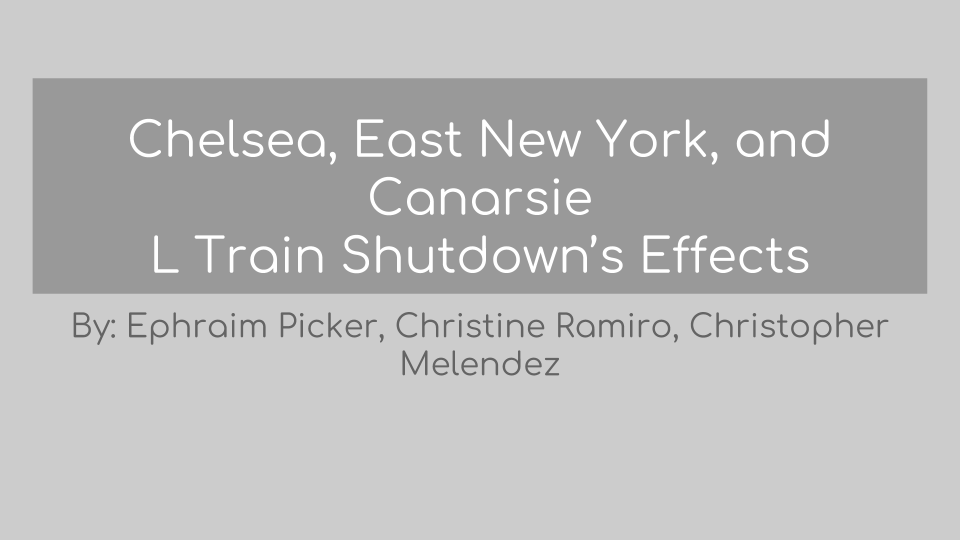 Chelsea, East New York, and
Canarsie
L Train Shutdown’s Effects
By: Ephraim Picker, Christine Ramiro, Christopher
Melendez